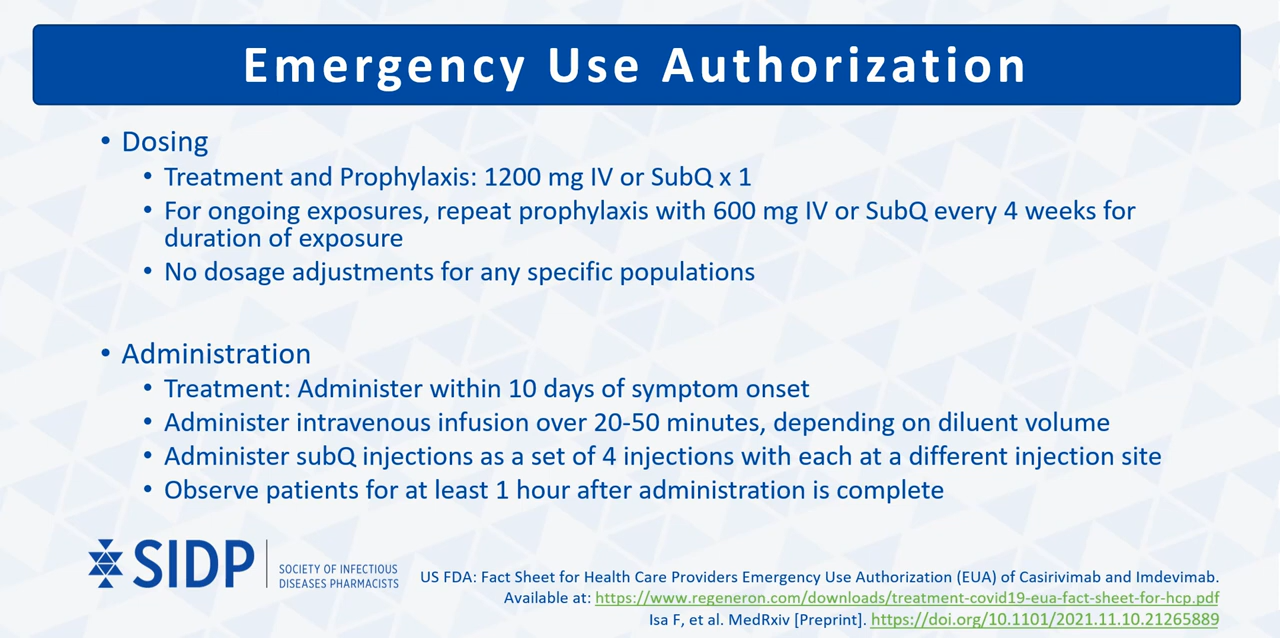 Emergency Use Authorization
• Dosing
• Treatment and Prophylaxis: 1200 mg IV or SubQ x 1
• For ongoing exposures, repeat prophylaxis with 600 mg IV or SubQ every 4 weeks for
duration of exposure
• No dosage adjustments for any specific populations
• Administration
• Treatment: Administer within 10 days of symptom onset
• Administer intravenous infusion over 20-50 minutes, depending on diluent volume
• Administer subQ injections as a set of 4 injections with each at a different injection site
• Observe patients for at least 1 hour after administration is complete
SIDP
SOCIETY OF INFECTIOUS
DISEASES PHARMACISTS
US FDA: Fact Sheet for Health Care Providers Emergency Use Authorization (EUA) of Casirivimab and Imdevimab.
Available at: https://www.regeneron.com/downloads/treatment-covid19-eua-fact-sheet-for-hcp.pdf
Isa F, et al. MedRxiv [Preprint]. https://doi.org/10.1101/2021.11.10.21265889